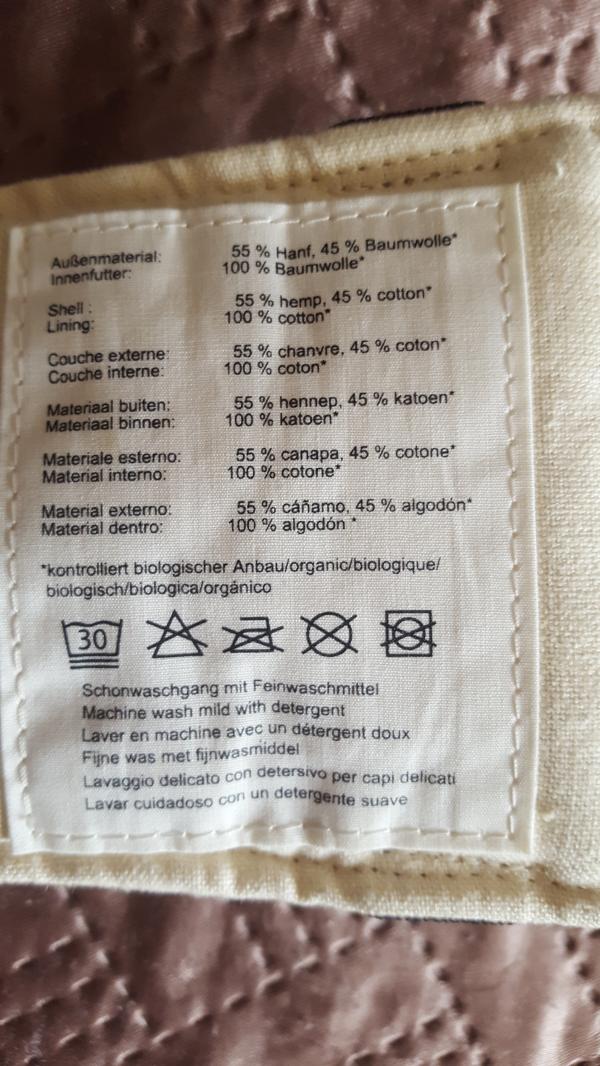 Außenmaterial: 55 % Hanf, 45 % Baumwolle*
Innenfutter: 100 % Baumwolle*
Shell : 55 % hemp, 45 % cotton*
Lining: 100 % cotton*
Couche externe: 55 % chanvre, 45 % coton*
Couche interne: 100 % coton*
Materiaal buiten: 55 % hennep, 45 % katoen*
Materiaal binnen: 100 % katoen*
Materiale esterno: 55 % canapa, 45 % cotone*
Material interno: 100 % cotone*
Material externo: 55 % cáñamo, 45 % algodón*
Material dentro: 100 % algodón *
*kontrolliert biologischer Anbau/organic/biologique/
biologisch/biologica/orgánico
30
Schonwaschgang mit Feinwaschmittel
Machine wash mild with detergent
Laver en machine avec un détergent doux
Fijne was met fijnwasmiddel
Lavaggio delicato con detersivo per capi delicati
Lavar cuidadoso con un detergente suave